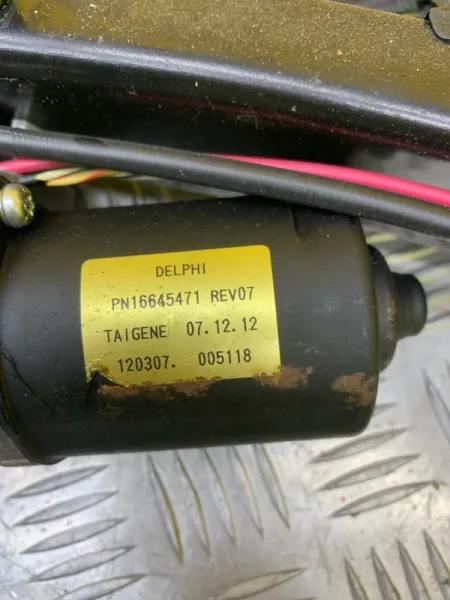 DELPHI
PN16645471 REV07
TAIGENE 07.12.12
120307. 005118